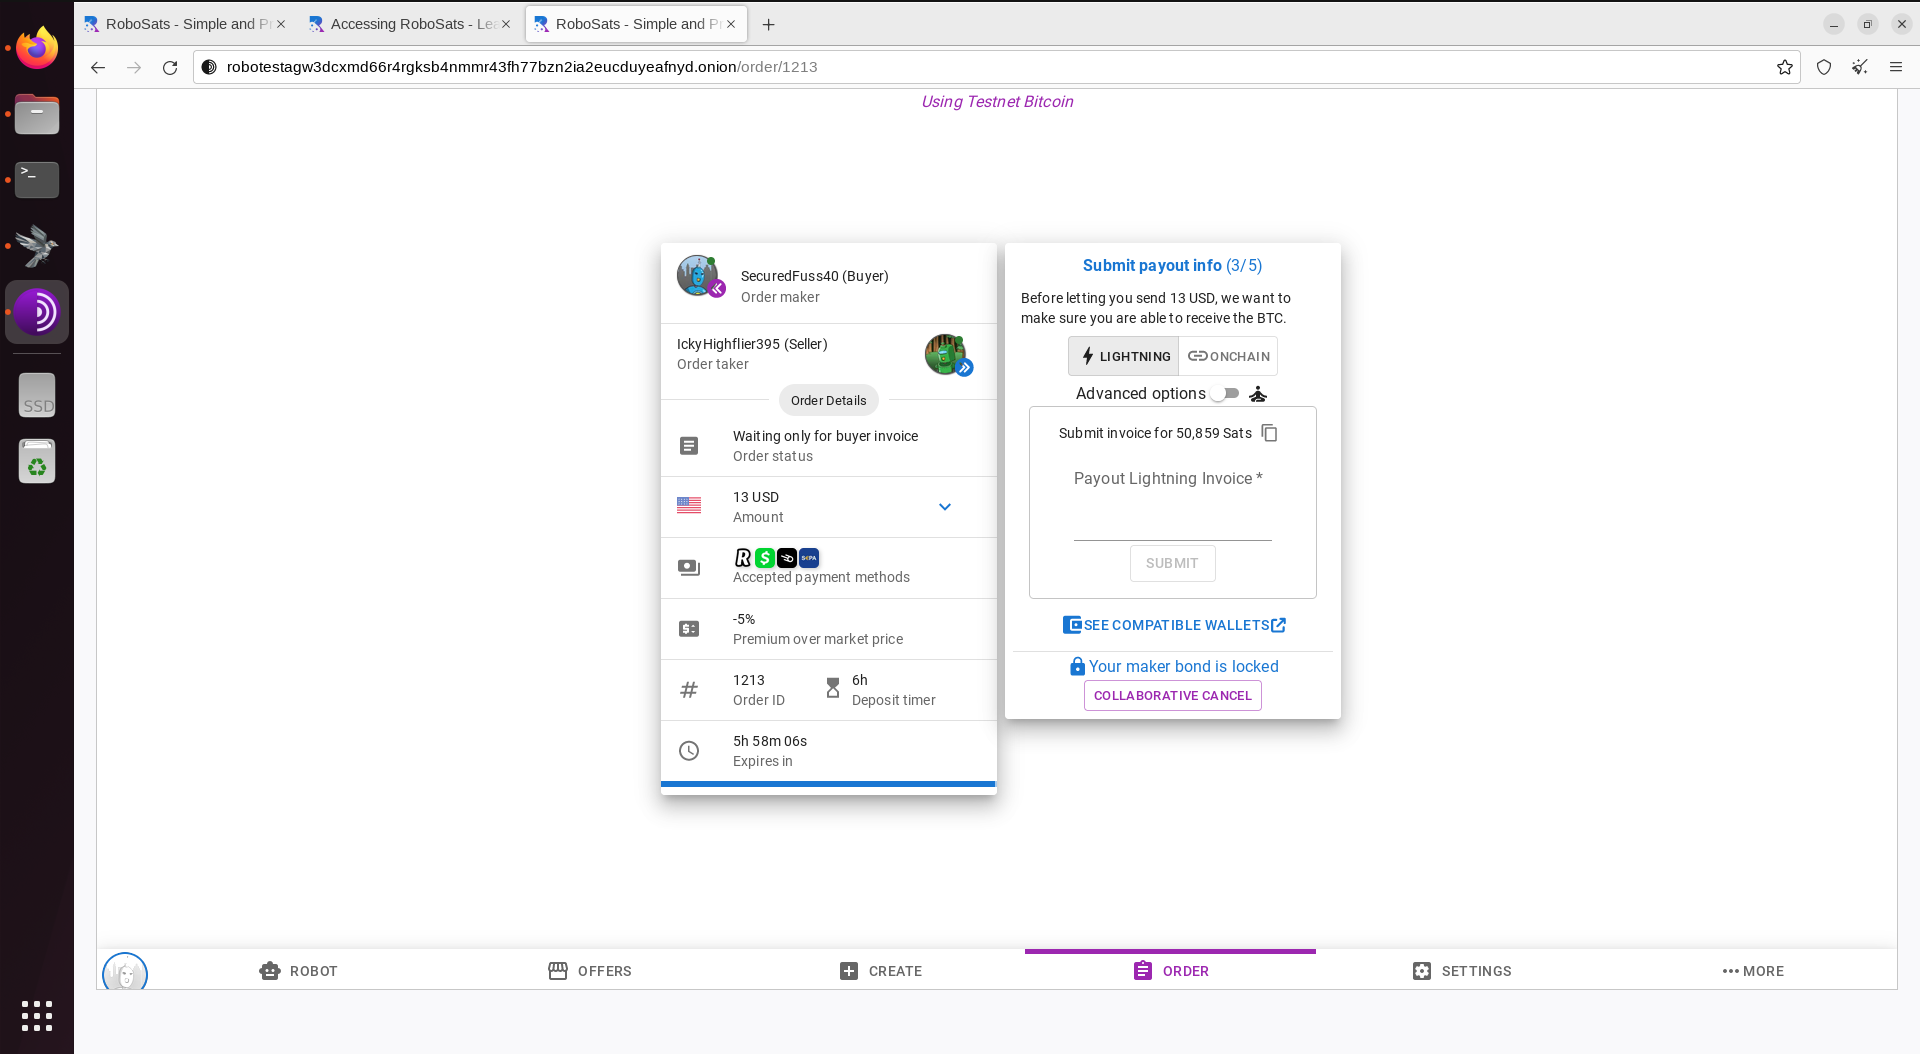 RoboSats - Simple and Pr
Accessing RoboSats - Lea
RoboSats - Simple and Pr
robotestagw3dcxmd66r4rgksb4nmmr43fh77bzn2ia2eucduyeafnyd.onion/order/1213
Using Testnet Bitcoin
SecuredFuss40 (Buyer)
Order maker
IckyHighflier395 (Seller)
Order taker
Order Details
Waiting only for buyer invoice
Order status
13 USD
Amount
Accepted payment methods
-5%
Premium over market price
1213
Order ID
6h
Deposit timer
5h 58m 06s
Expires in
Submit payout info (3/5)
Before letting you send 13 USD, we want to
make sure you are able to receive the BTC.
LIGHTNING
ONCHAIN
Advanced options
Submit invoice for 50,859 Sats
Payout Lightning Invoice *
SUBMIT
SEE COMPATIBLE WALLETS
Your maker bond is locked
COLLABORATIVE CANCEL
ROBOT
OFFERS
CREATE
ORDER
SETTINGS
MORE
SSD
>_